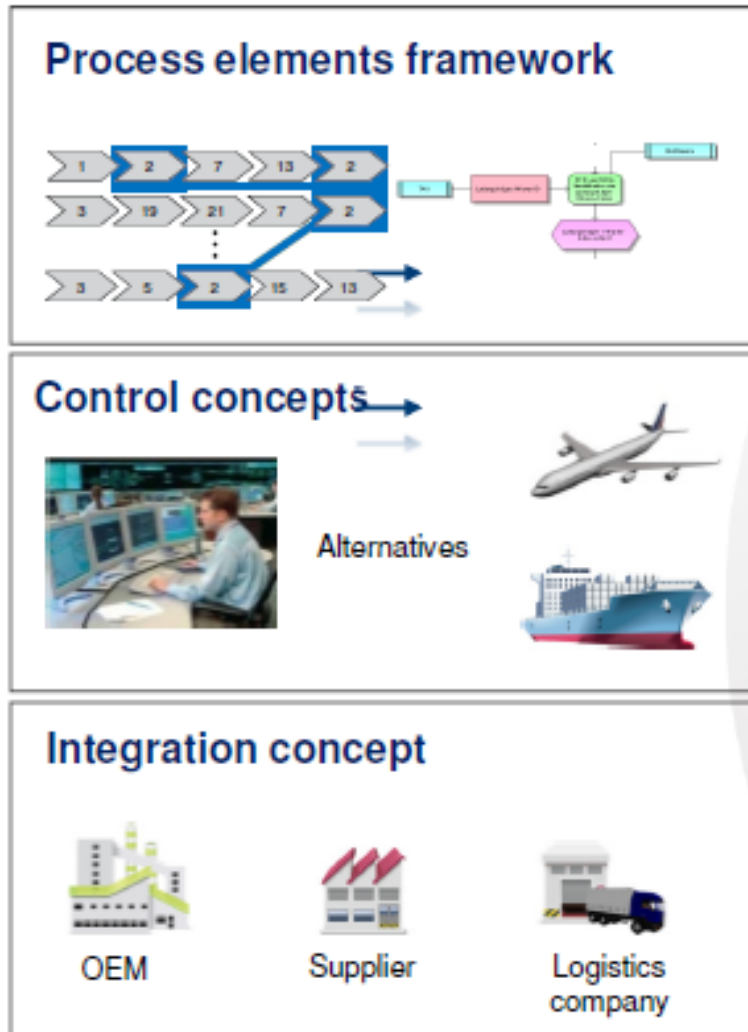 Process elements framework
1 2 7 13 2
3 19 21 7 2
3 5 2 15 13
Control concepts
Alternatives
Integration concept
OEM
Supplier
Logistics
company